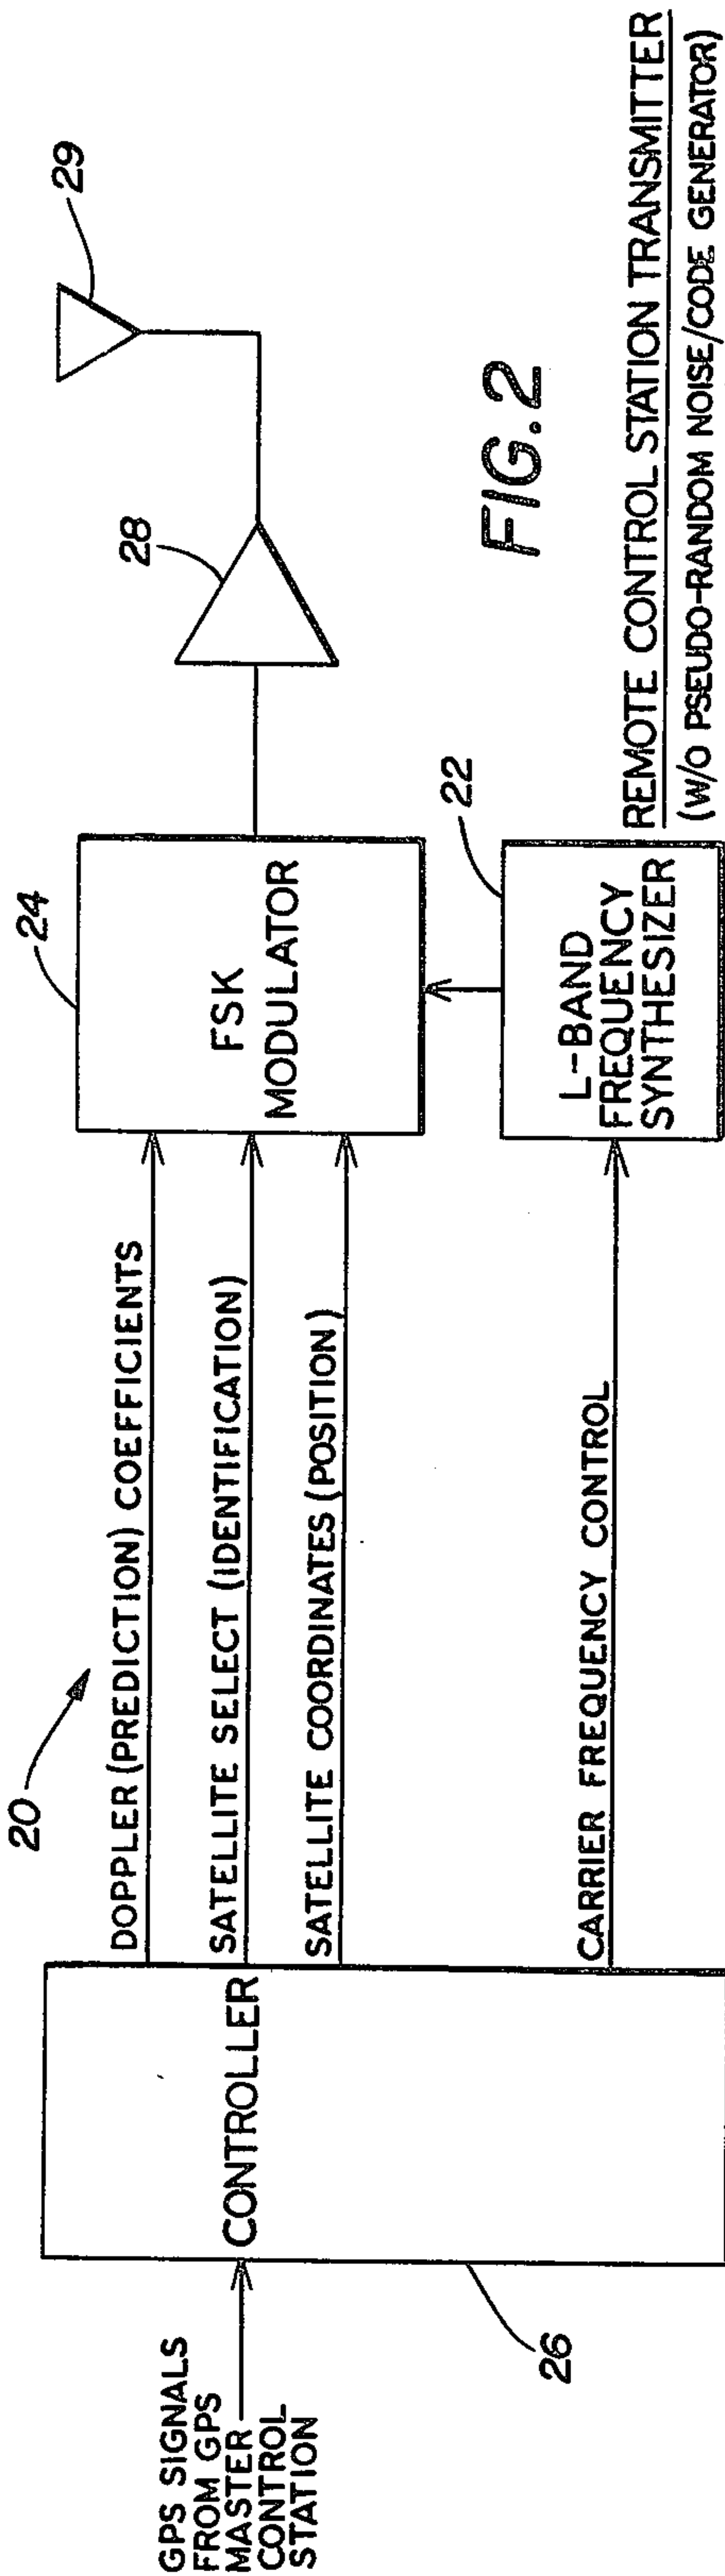 20
GPS SIGNALS
FROM GPS
MASTER
CONTROL
STATION
CONTROLLER
26
DOPPLER (PREDICTION) COEFFICIENTS
SATELLITE SELECT (IDENTIFICATION)
SATELLITE COORDINATES (POSITION)
CARRIER FREQUENCY CONTROL
24
FSK
MODULATOR
22
L-BAND
FREQUENCY
SYNTHESIZER
28
29
FIG. 2
REMOTE CONTROL STATION TRANSMITTER
(W/O PSEUDO-RANDOM NOISE/CODE GENERATOR)